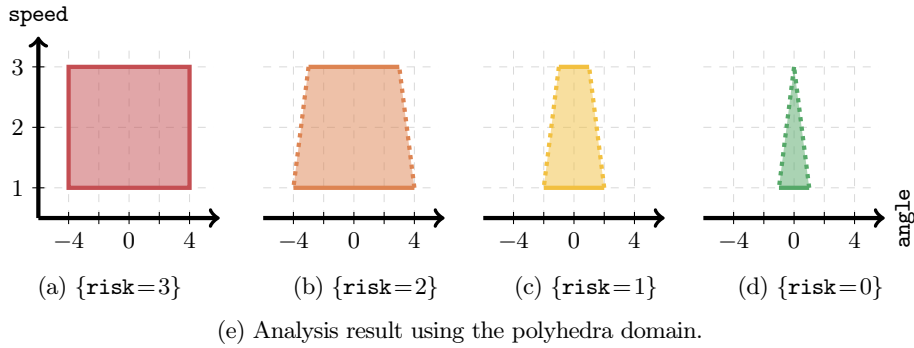 speed
3
2
1
−4 0 4 −4 0 4 −4 0 4 −4 0 4
angle
(a) {risk=3} (b) {risk=2} (c) {risk=1} (d) {risk=0}
(e) Analysis result using the polyhedra domain.